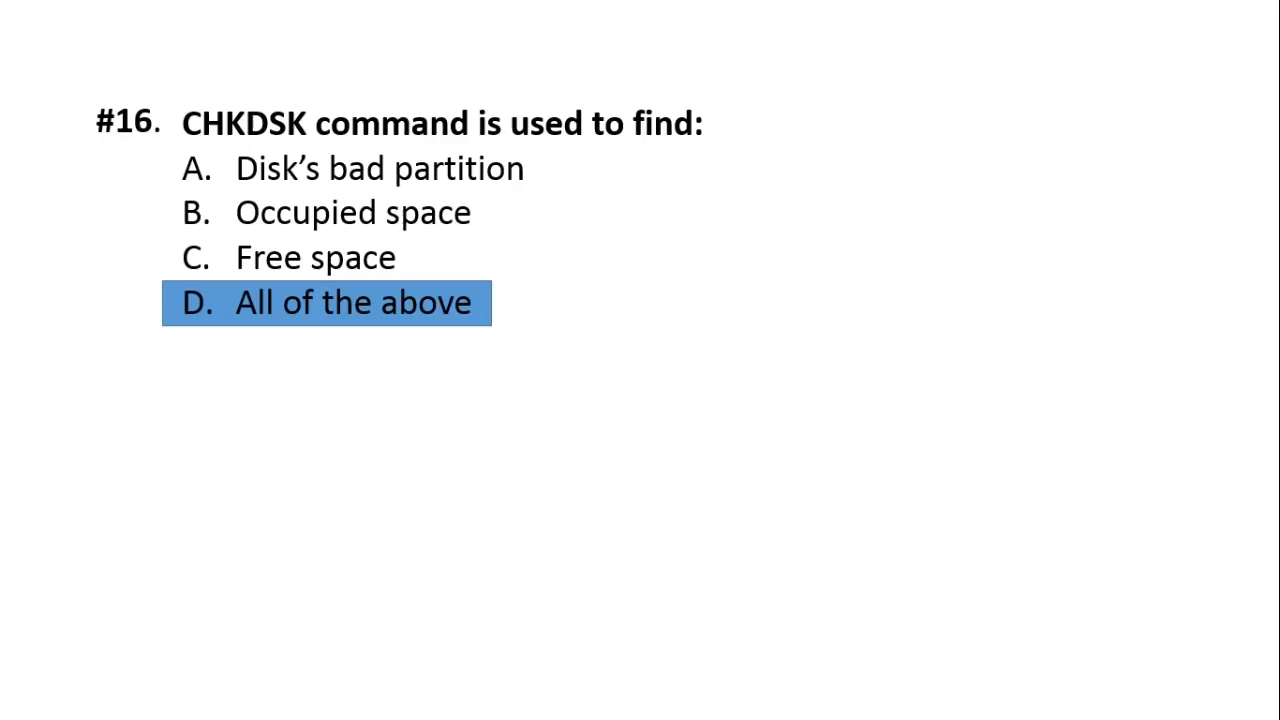 #16. CHKDSK command is used to find:
A. Disk’s bad partition
B. Occupied space
C. Free space
D. All of the above